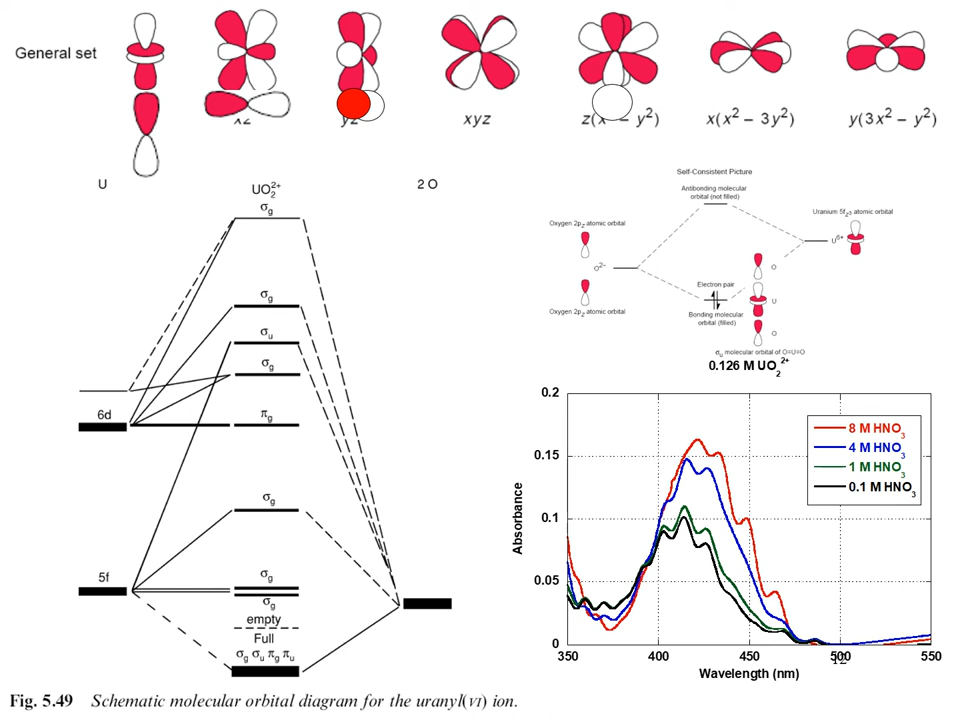 General set
xz
yz
xyz
z(x² – y²)
x(x² – 3y²)
y(3x² – y²)
U
UO₂²⁺
2 O
σg
σg
σu
σg
6d
πg
σg
5f
σg
σg
empty
Full
σg σu πg πu
Fig. 5.49 Schematic molecular orbital diagram for the uranyl(VI) ion.
Self-Consistent Picture
Antibonding molecular
orbital (not filled)
Oxygen 2pz atomic orbital
Uranium 5fz³ atomic orbital
O²⁻
U⁶⁺
O
Electron pair
U
Oxygen 2pz atomic orbital
Bonding molecular
orbital (filled)
O
σu molecular orbital of O=U=O
0.126 M UO₂²⁺
0.2
0.15
0.1
0.05
0
Absorbance
8 M HNO₃
4 M HNO₃
1 M HNO₃
0.1 M HNO₃
350
400
450
500
550
12
Wavelength (nm)